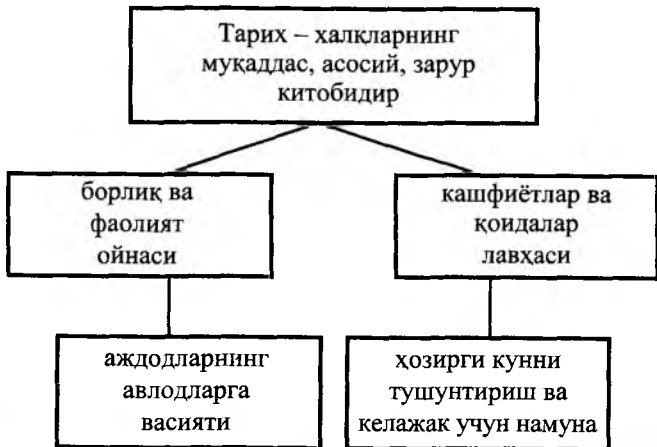 Тарих – халқларнинг
муқаддас, асосий, зарур
китобидир
борлиқ ва
фаолият
ойнаси
кашфиётлар ва
қоидалар
лавҳаси
аждодларнинг
авлодларга
васияти
ҳозирги кунни
тушунтириш ва
келажак учун намуна